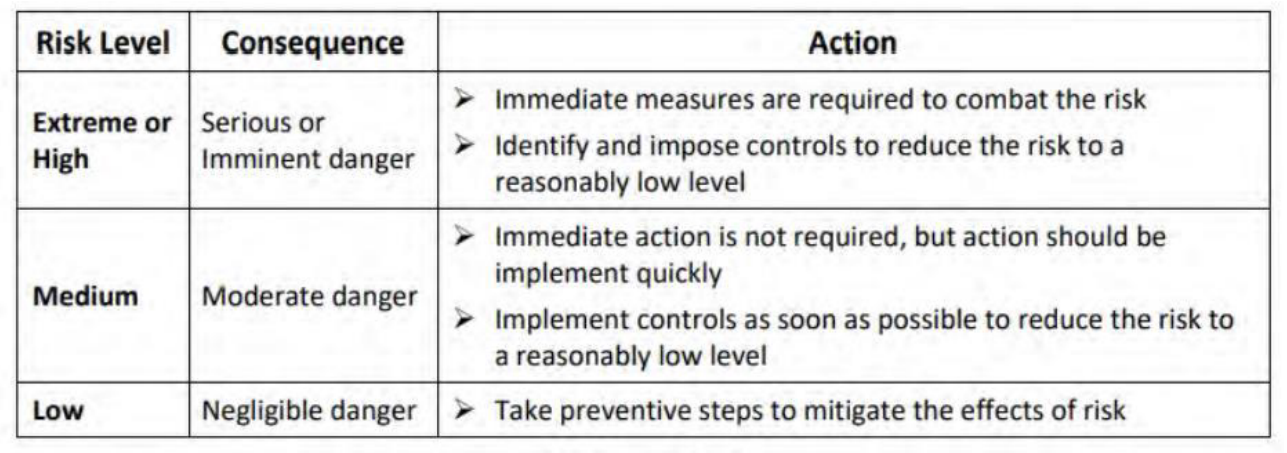 Risk Level Consequence Action
Extreme or High
Serious or Imminent danger
➢ Immediate measures are required to combat the risk
➢ Identify and impose controls to reduce the risk to a
reasonably low level
Medium
Moderate danger
➢ Immediate action is not required, but action should be
implement quickly
➢ Implement controls as soon as possible to reduce the risk to
a reasonably low level
Low
Negligible danger
➢ Take preventive steps to mitigate the effects of risk